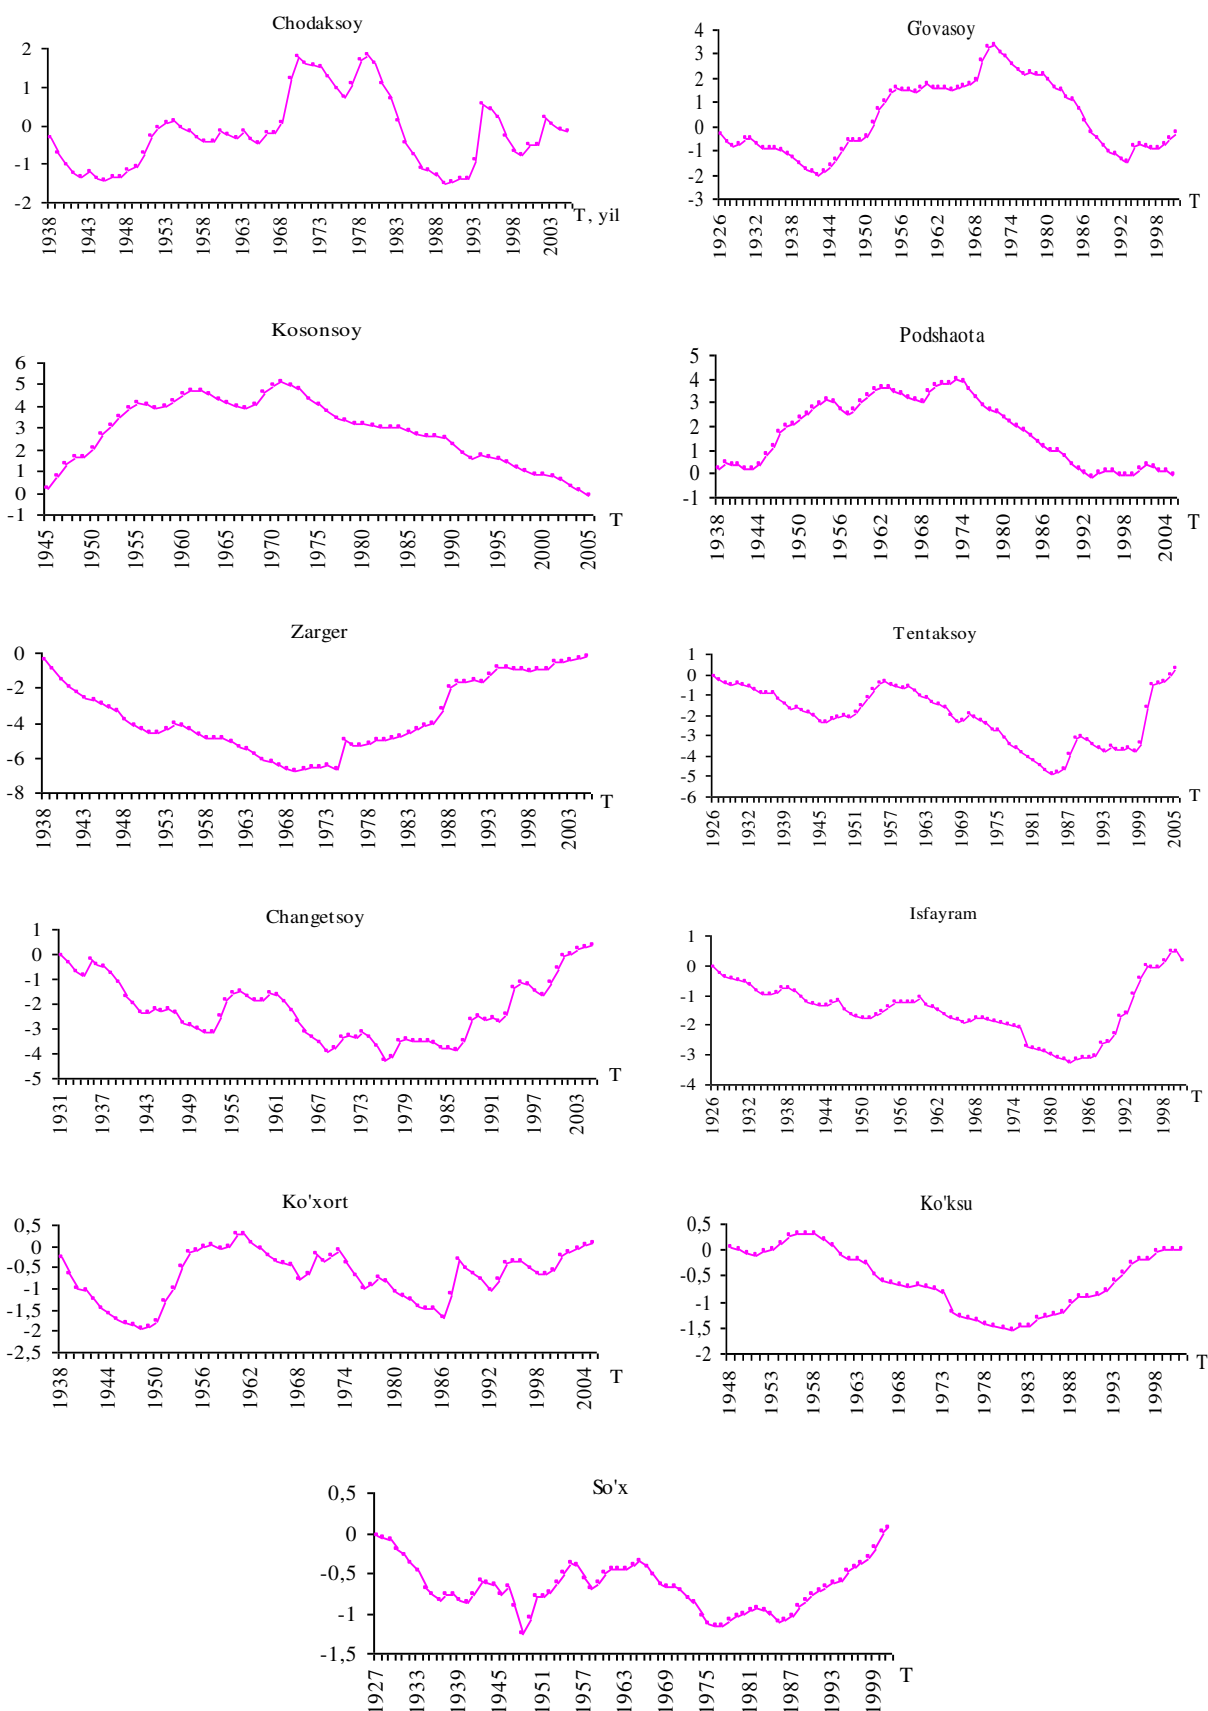 Chodaksoy
2
1
0
-1
-2
1938 1943 1948 1953 1958 1963 1968 1973 1978 1983 1988 1993 1998 2003
T, yil
G'ovasoy
4
3
2
1
0
-1
-2
-3
1926 1932 1938 1944 1950 1956 1962 1968 1974 1980 1986 1992 1998
T
Kosonsoy
6
5
4
3
2
1
0
-1
1945 1950 1955 1960 1965 1970 1975 1980 1985 1990 1995 2000 2005
T
Podshaota
5
4
3
2
1
0
-1
1938 1944 1950 1956 1962 1968 1974 1980 1986 1992 1998 2004
T
Zarger
0
-2
-4
-6
-8
1938 1943 1948 1953 1958 1963 1968 1973 1978 1983 1988 1993 1998 2003
T
Tentaksoy
1
0
-1
-2
-3
-4
-5
-6
1926 1932 1939 1945 1951 1957 1963 1969 1975 1981 1987 1993 1999 2005
T
Changetsoy
1
0
-1
-2
-3
-4
-5
1931 1937 1943 1949 1955 1961 1967 1973 1979 1985 1991 1997 2003
T
Isfayram
1
0
-1
-2
-3
-4
1926 1932 1938 1944 1950 1956 1962 1968 1974 1980 1986 1992 1998
T
Ko'xort
0,5
0
-0,5
-1
-1,5
-2
-2,5
1938 1944 1950 1956 1962 1968 1974 1980 1986 1992 1998 2004
T
Ko'ksu
0,5
0
-0,5
-1
-1,5
-2
1948 1953 1958 1963 1968 1973 1978 1983 1988 1993 1998
T
So'x
0,5
0
-0,5
-1
-1,5
1927 1933 1939 1945 1951 1957 1963 1969 1975 1981 1987 1993 1999
T